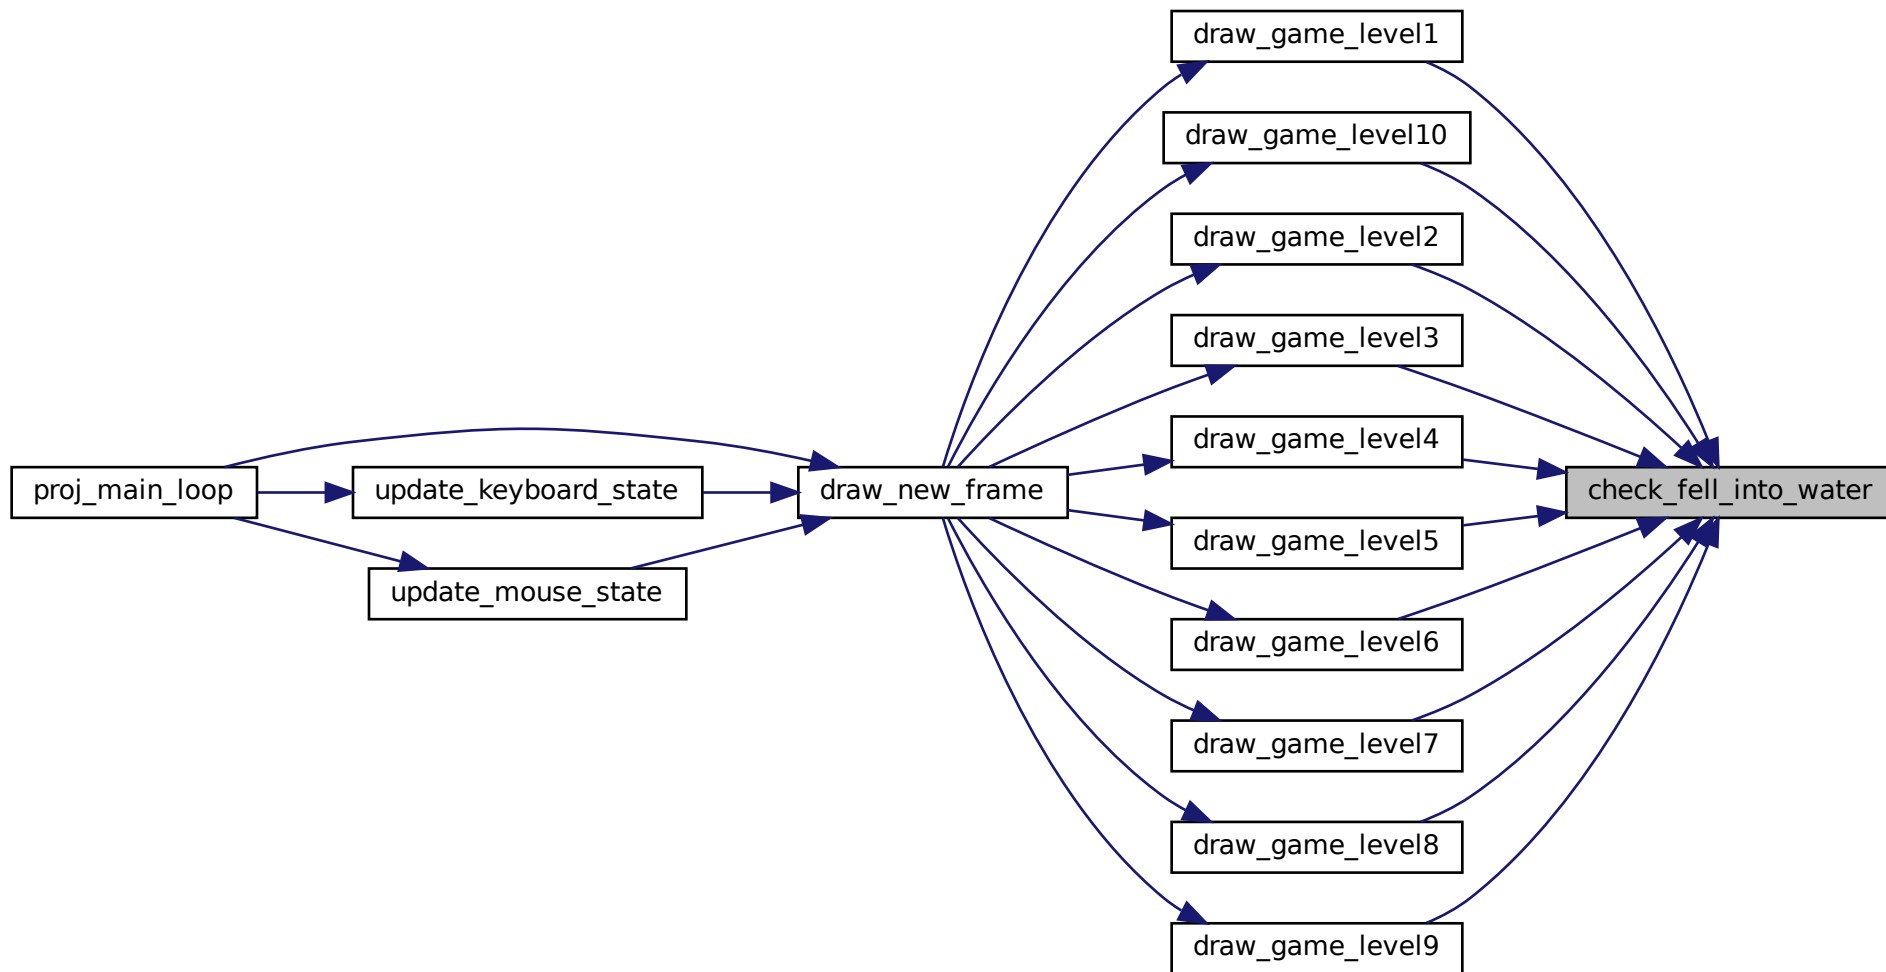 draw_game_level1
draw_game_level10
draw_game_level2
draw_game_level3
draw_game_level4
proj_main_loop
update_keyboard_state
draw_new_frame
check_fell_into_water
draw_game_level5
update_mouse_state
draw_game_level6
draw_game_level7
draw_game_level8
draw_game_level9